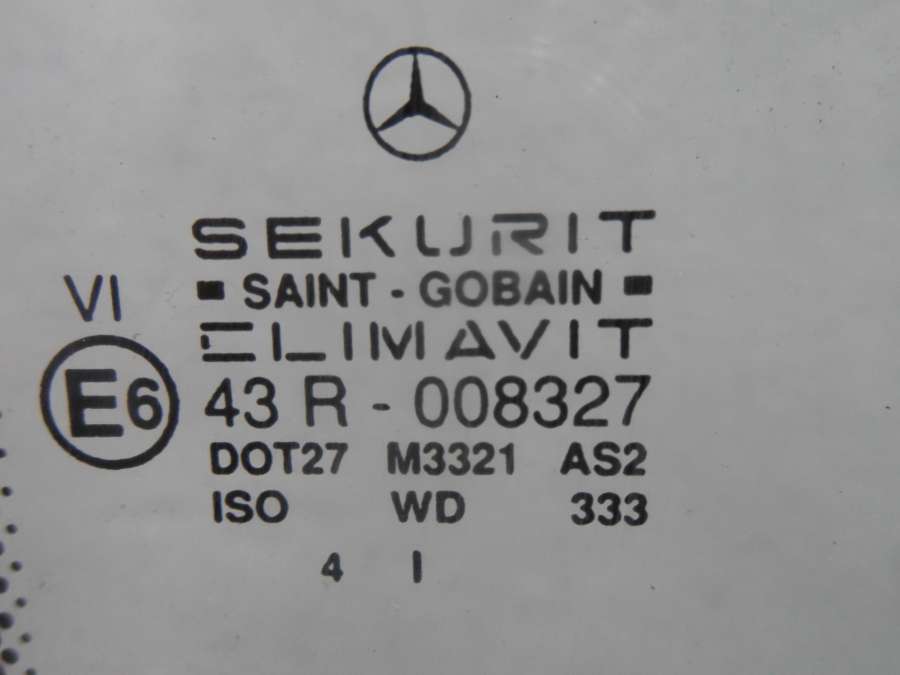 SEKURIT
SAINT - GOBAIN
VI
CLIMAVIT
E6 43 R - 008327
DOT27 M3321 AS2
ISO WD 333
4 I